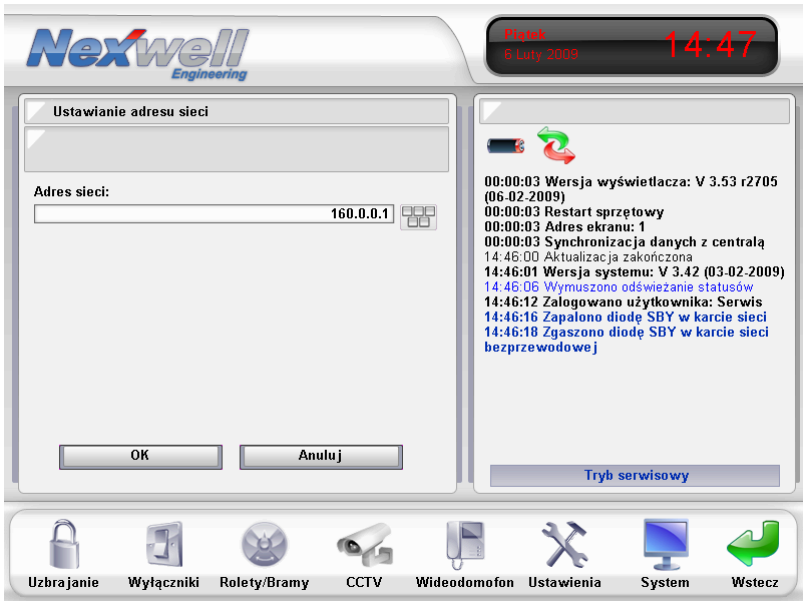 Nexwell
Engineering
Piątek
6 Luty 2009
14:47
Ustawianie adresu sieci
Adres sieci:
160.0.0.1
OK
Anuluj
00:00:03 Wersja wyświetlacza: V 3.53 r2705
(06-02-2009)
00:00:03 Restart sprzętowy
00:00:03 Adres ekranu: 1
00:00:03 Synchronizacja danych z centralą
14:46:00 Aktualizacja zakończona
14:46:01 Wersja systemu: V 3.42 (03-02-2009)
14:46:06 Wymuszono odświeżanie statusów
14:46:12 Zalogowano użytkownika: Serwis
14:46:16 Zapalono diodę SBY w karcie sieci
14:46:18 Zgaszono diodę SBY w karcie sieci
bezprzewodowej
Tryb serwisowy
Uzbrajanie
Wyłączniki
Rolety/Bramy
CCTV
Wideodomofon
Ustawienia
System
Wstecz